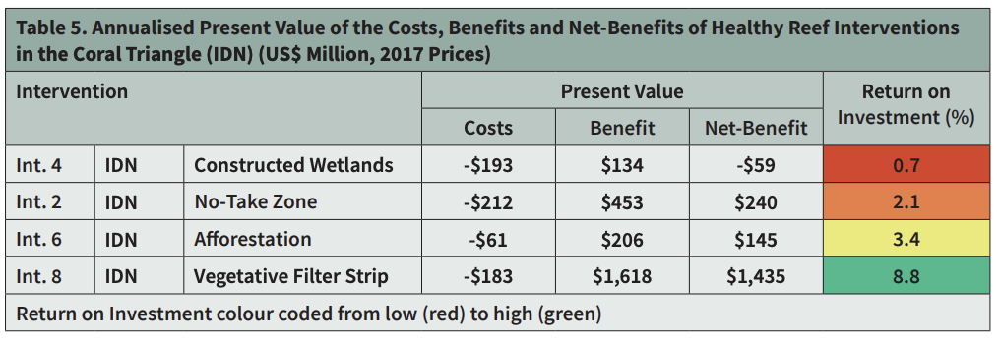 Table 5. Annualised Present Value of the Costs, Benefits and Net-Benefits of Healthy Reef Interventions
in the Coral Triangle (IDN) (US$ Million, 2017 Prices)
Intervention Present Value Return on
Investment (%)
Costs Benefit Net-Benefit
Int. 4 IDN Constructed Wetlands -$193 $134 -$59 0.7
Int. 2 IDN No-Take Zone -$212 $453 $240 2.1
Int. 6 IDN Afforestation -$61 $206 $145 3.4
Int. 8 IDN Vegetative Filter Strip -$183 $1,618 $1,435 8.8
Return on Investment colour coded from low (red) to high (green)